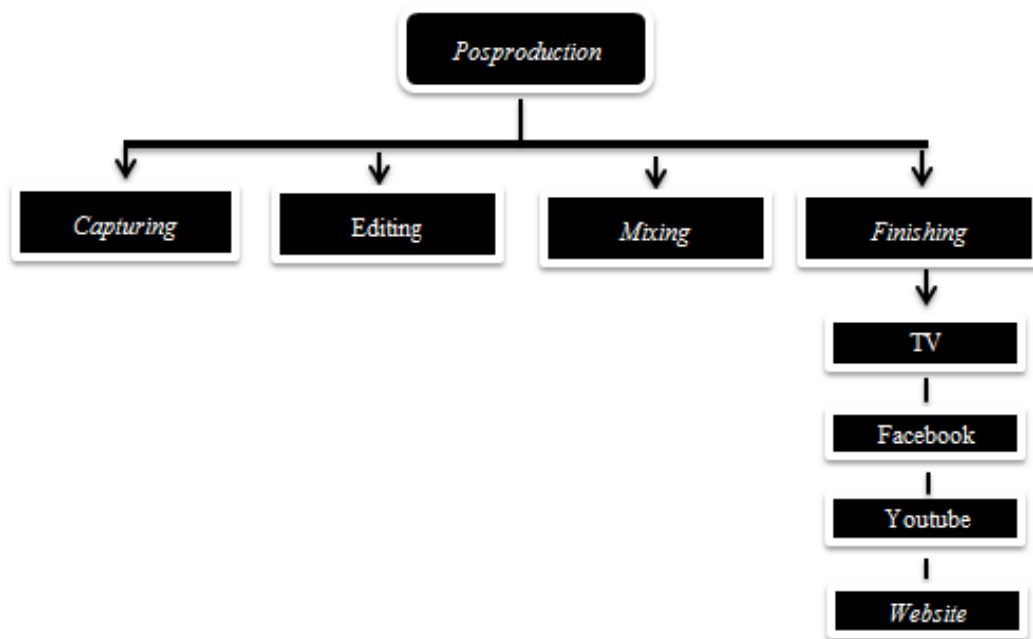 Posproduction
Capturing
Editing
Mixing
Finishing
TV
Facebook
Youtube
Website